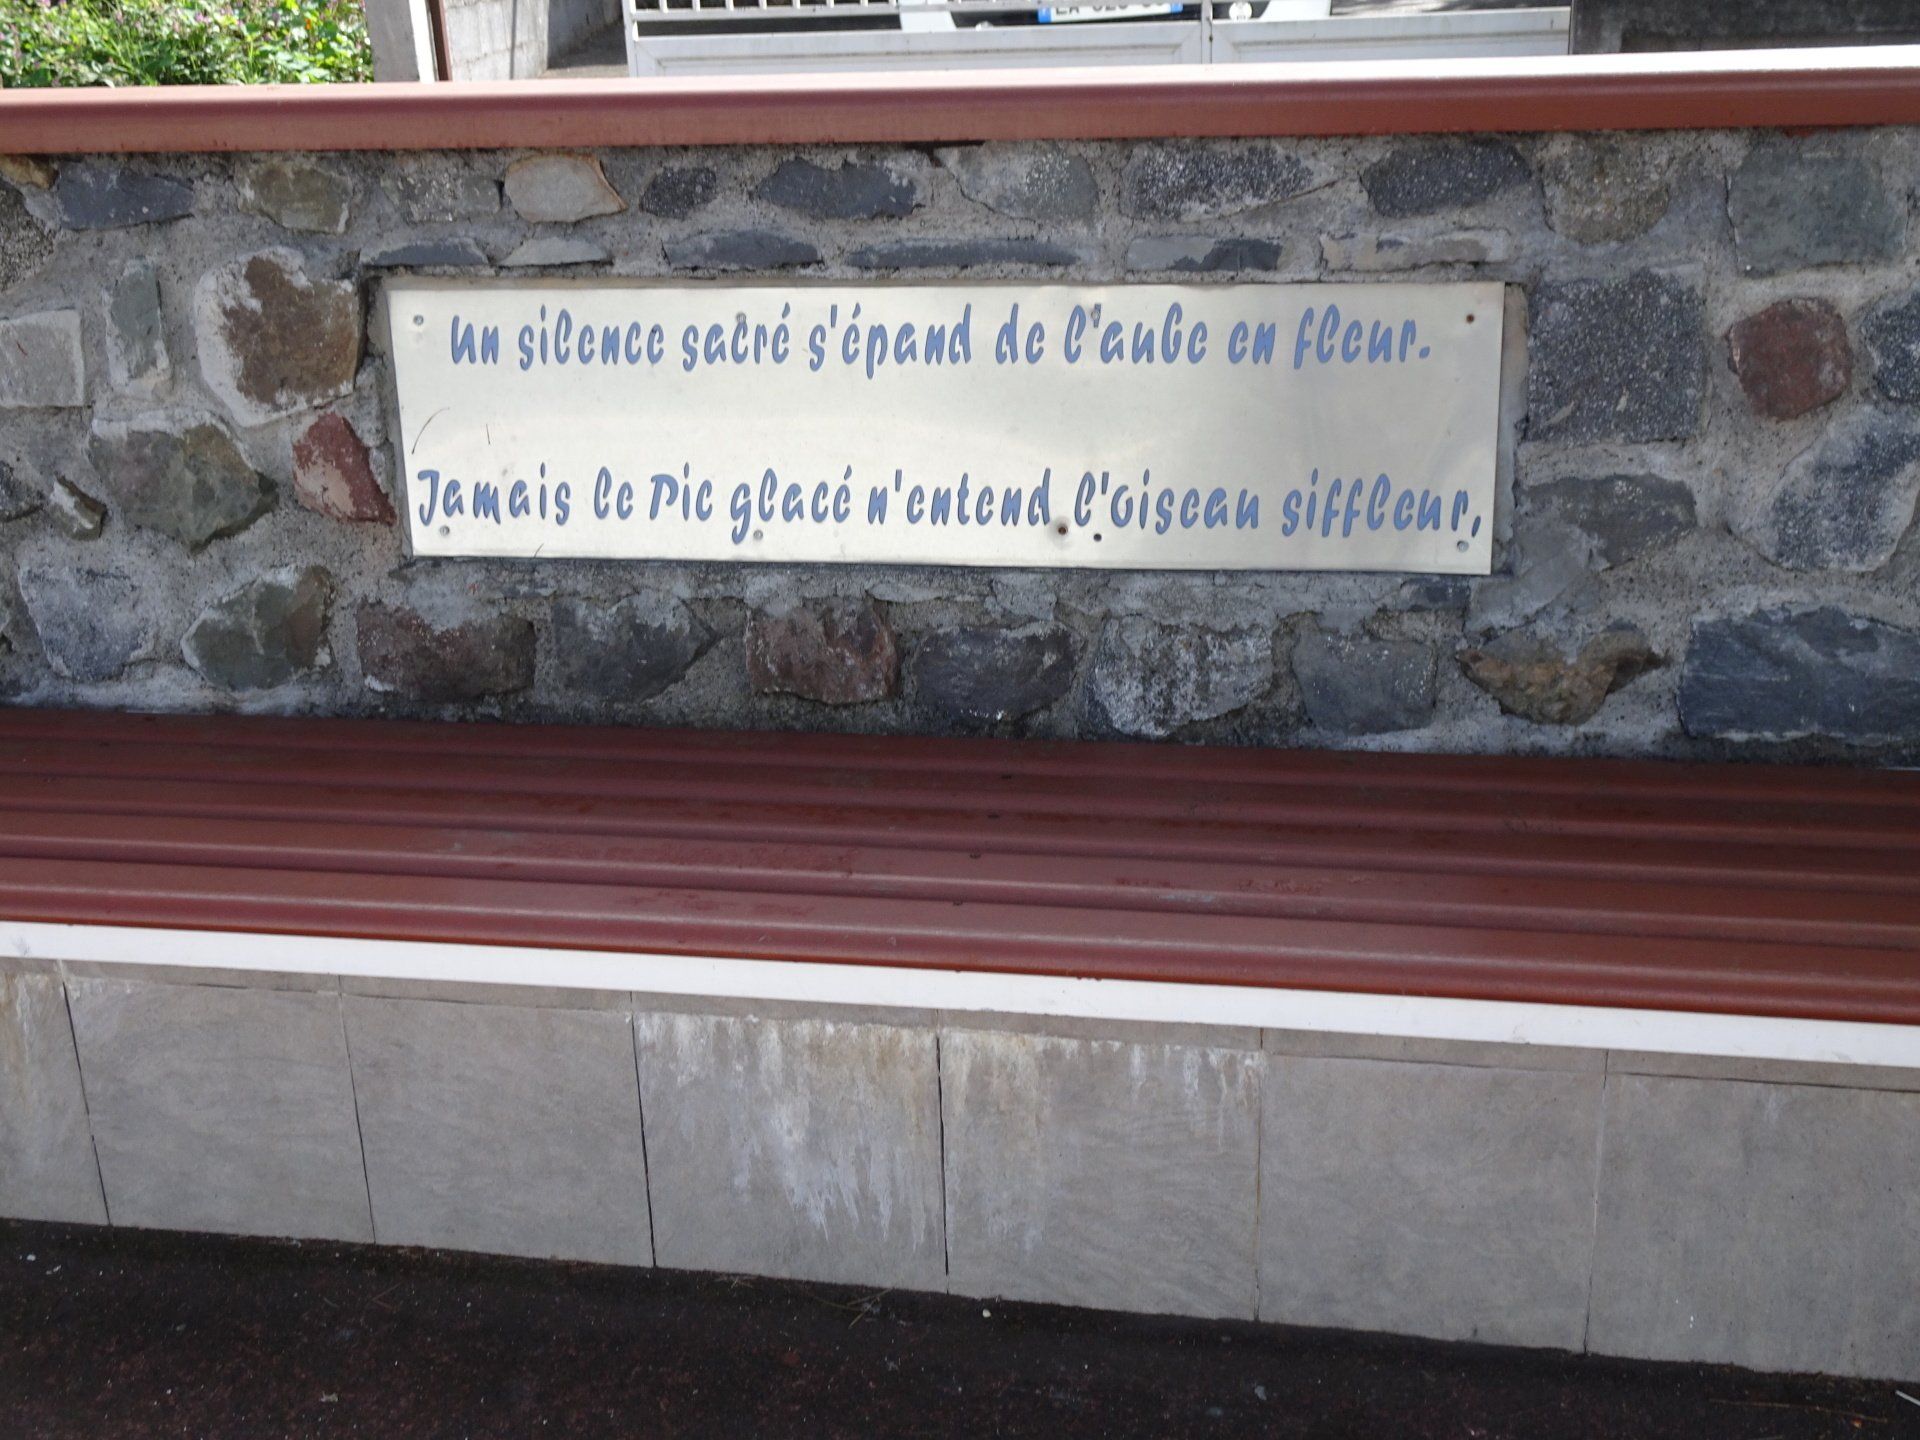 Un silence sacré s'épand de l'aube en fleur.
Jamais le Pic glacé n'entend l'oiseau siffleur,